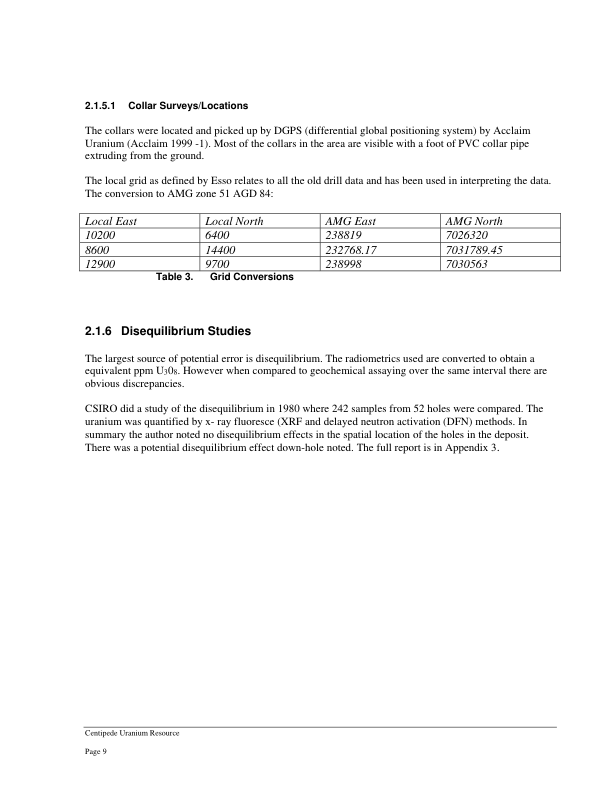 2.1.5.1 Collar Surveys/Locations
The collars were located and picked up by DGPS (differential global positioning system) by Acclaim
Uranium (Acclaim 1999 -1). Most of the collars in the area are visible with a foot of PVC collar pipe
extruding from the ground.
The local grid as defined by Esso relates to all the old drill data and has been used in interpreting the data.
The conversion to AMG zone 51 AGD 84:
Local East Local North AMG East AMG North
10200 6400 238819 7026320
8600 14400 232768.17 7031789.45
12900 9700 238998 7030563
Table 3. Grid Conversions
2.1.6 Disequilibrium Studies
The largest source of potential error is disequilibrium. The radiometrics used are converted to obtain a
equivalent ppm U₃0₈. However when compared to geochemical assaying over the same interval there are
obvious discrepancies.
CSIRO did a study of the disequilibrium in 1980 where 242 samples from 52 holes were compared. The
uranium was quantified by x- ray fluoresce (XRF and delayed neutron activation (DFN) methods. In
summary the author noted no disequilibrium effects in the spatial location of the holes in the deposit.
There was a potential disequilibrium effect down-hole noted. The full report is in Appendix 3.
Centipede Uranium Resource
Page 9